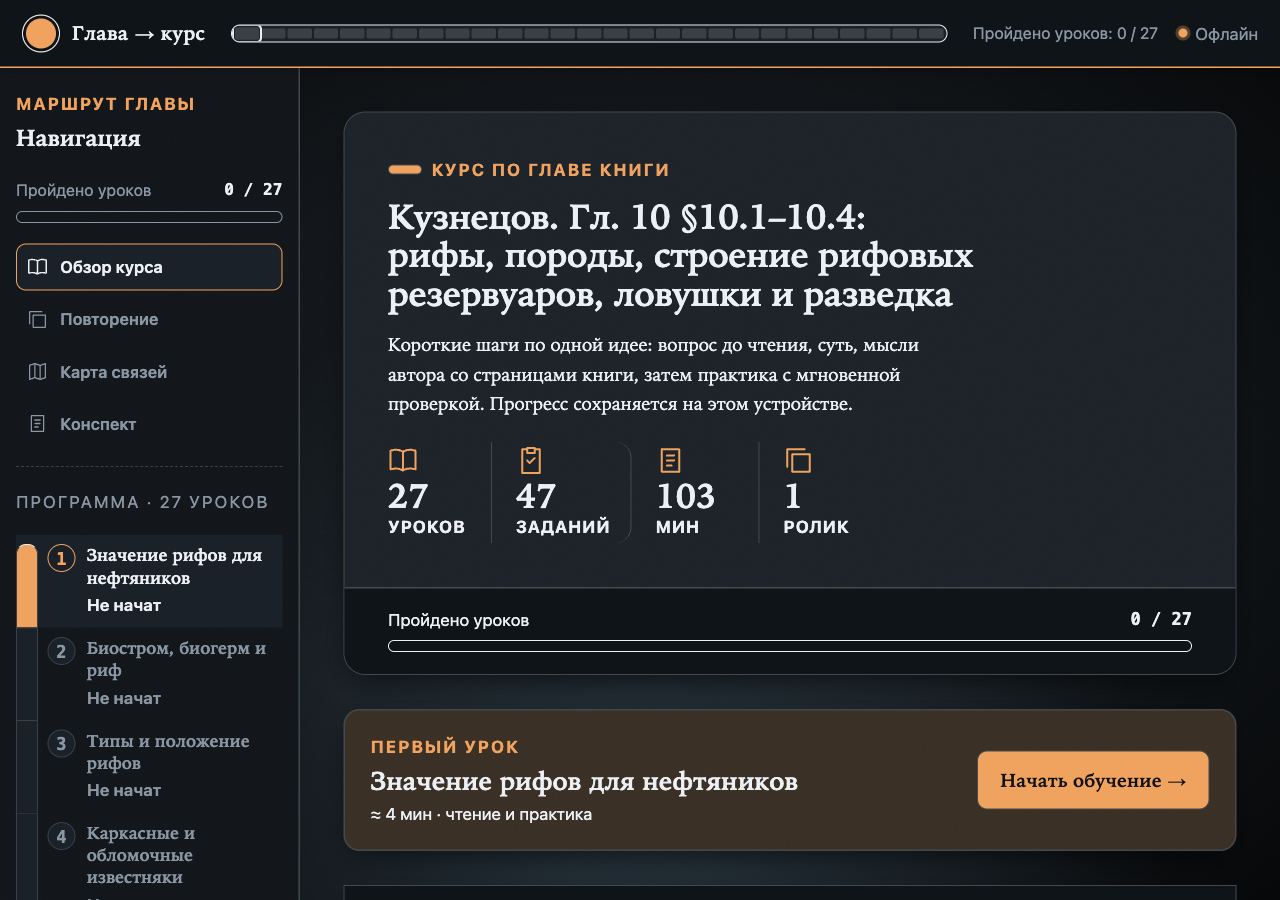 Глава → курс
Пройдено уроков: 0 / 27
Офлайн
МАРШРУТ ГЛАВЫ
Навигация
Пройдено уроков 0 / 27
Обзор курса
Повторение
Карта связей
Конспект
ПРОГРАММА · 27 УРОКОВ
1 Значение рифов для
нефтяников
Не начат
2 Биостром, биогерм и
риф
Не начат
3 Типы и положение
рифов
Не начат
4 Каркасные и
обломочные
известняки
КУРС ПО ГЛАВЕ КНИГИ
Кузнецов. Гл. 10 §10.1–10.4:
рифы, породы, строение рифовых
резервуаров, ловушки и разведка
Короткие шаги по одной идее: вопрос до чтения, суть, мысли
автора со страницами книги, затем практика с мгновенной
проверкой. Прогресс сохраняется на этом устройстве.
27
УРОКОВ
47
ЗАДАНИЙ
103
МИН
1
РОЛИК
Пройдено уроков 0 / 27
ПЕРВЫЙ УРОК
Значение рифов для нефтяников
≈ 4 мин · чтение и практика
Начать обучение →